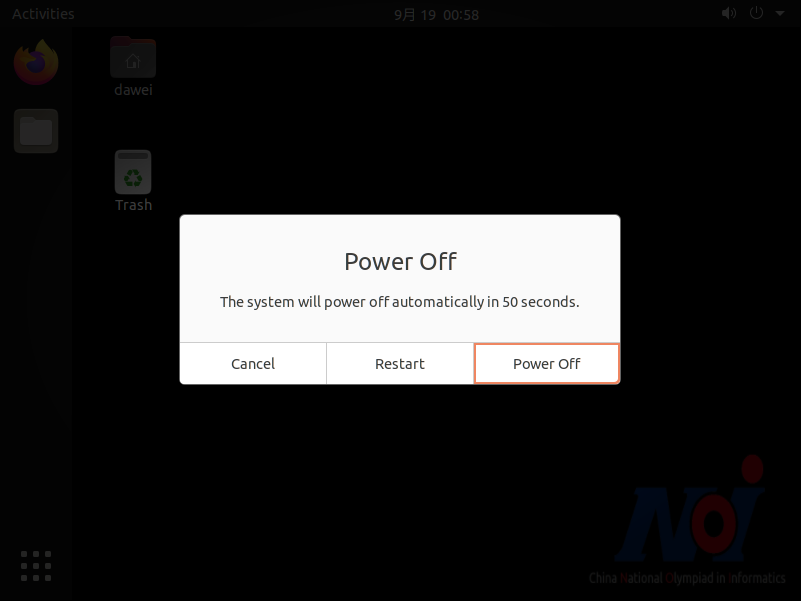 Activities
9月 19 00:58
dawei
Trash
Power Off
The system will power off automatically in 50 seconds.
Cancel
Restart
Power Off
NOI
China National Olympiad in Informatics